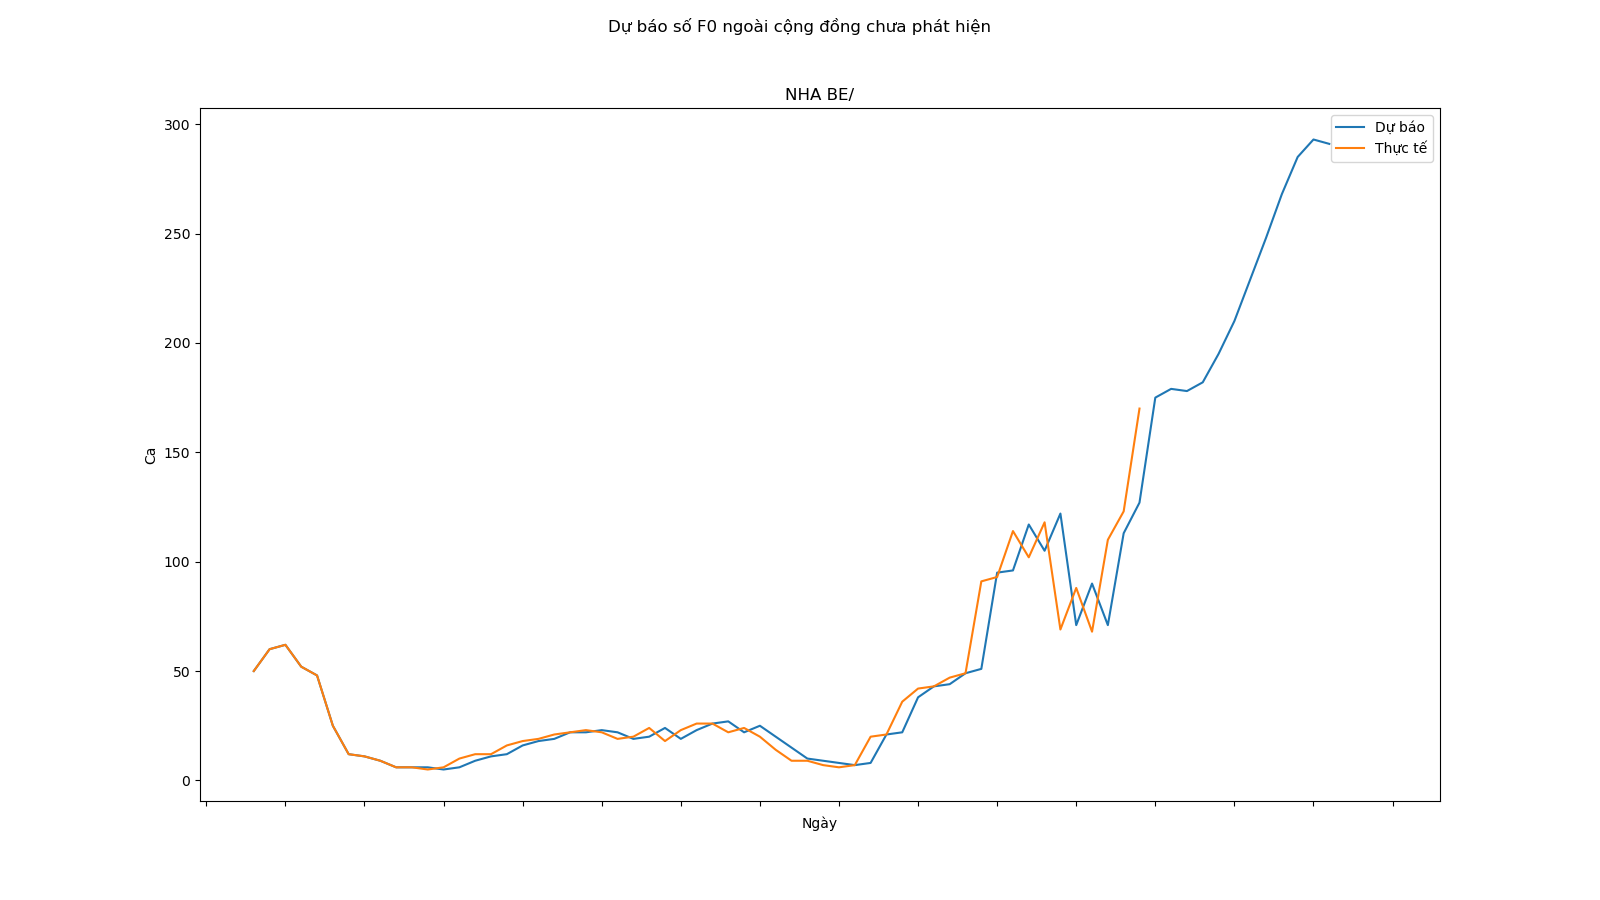 Dự báo số F0 ngoài cộng đồng chưa phát hiện
NHA BE/
300
250
200
150
100
50
0
Ca
Ngày
Dự báo
Thực tế